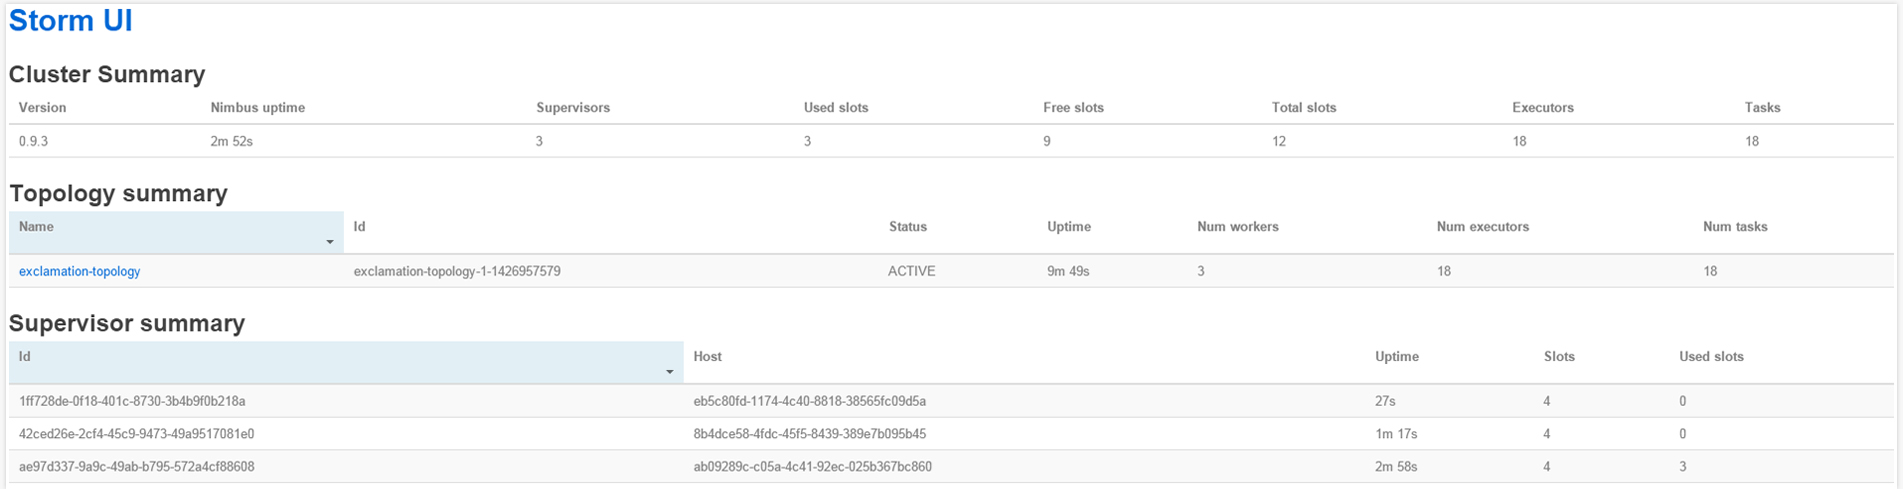 Storm UI
Cluster Summary
Version Nimbus uptime Supervisors Used slots Free slots Total slots Executors Tasks
0.9.3 2m 52s 3 3 9 12 18 18
Topology summary
Name Id Status Uptime Num workers Num executors Num tasks
exclamation-topology exclamation-topology-1-1426957579 ACTIVE 9m 49s 3 18 18
Supervisor summary
Id Host Uptime Slots Used slots
1ff728de-0f18-401c-8730-3b4b9f0b218a eb5c80fd-1174-4c40-8818-38565fc09d5a 27s 4 0
42ced26e-2cf4-45c9-9473-49a9517081e0 8b4dce58-4fdc-45f5-8439-389e7b095b45 1m 17s 4 0
ae97d337-9a9c-49ab-b795-572a4cf88608 ab09289c-c05a-4c41-92ec-025b367bc860 2m 58s 4 3